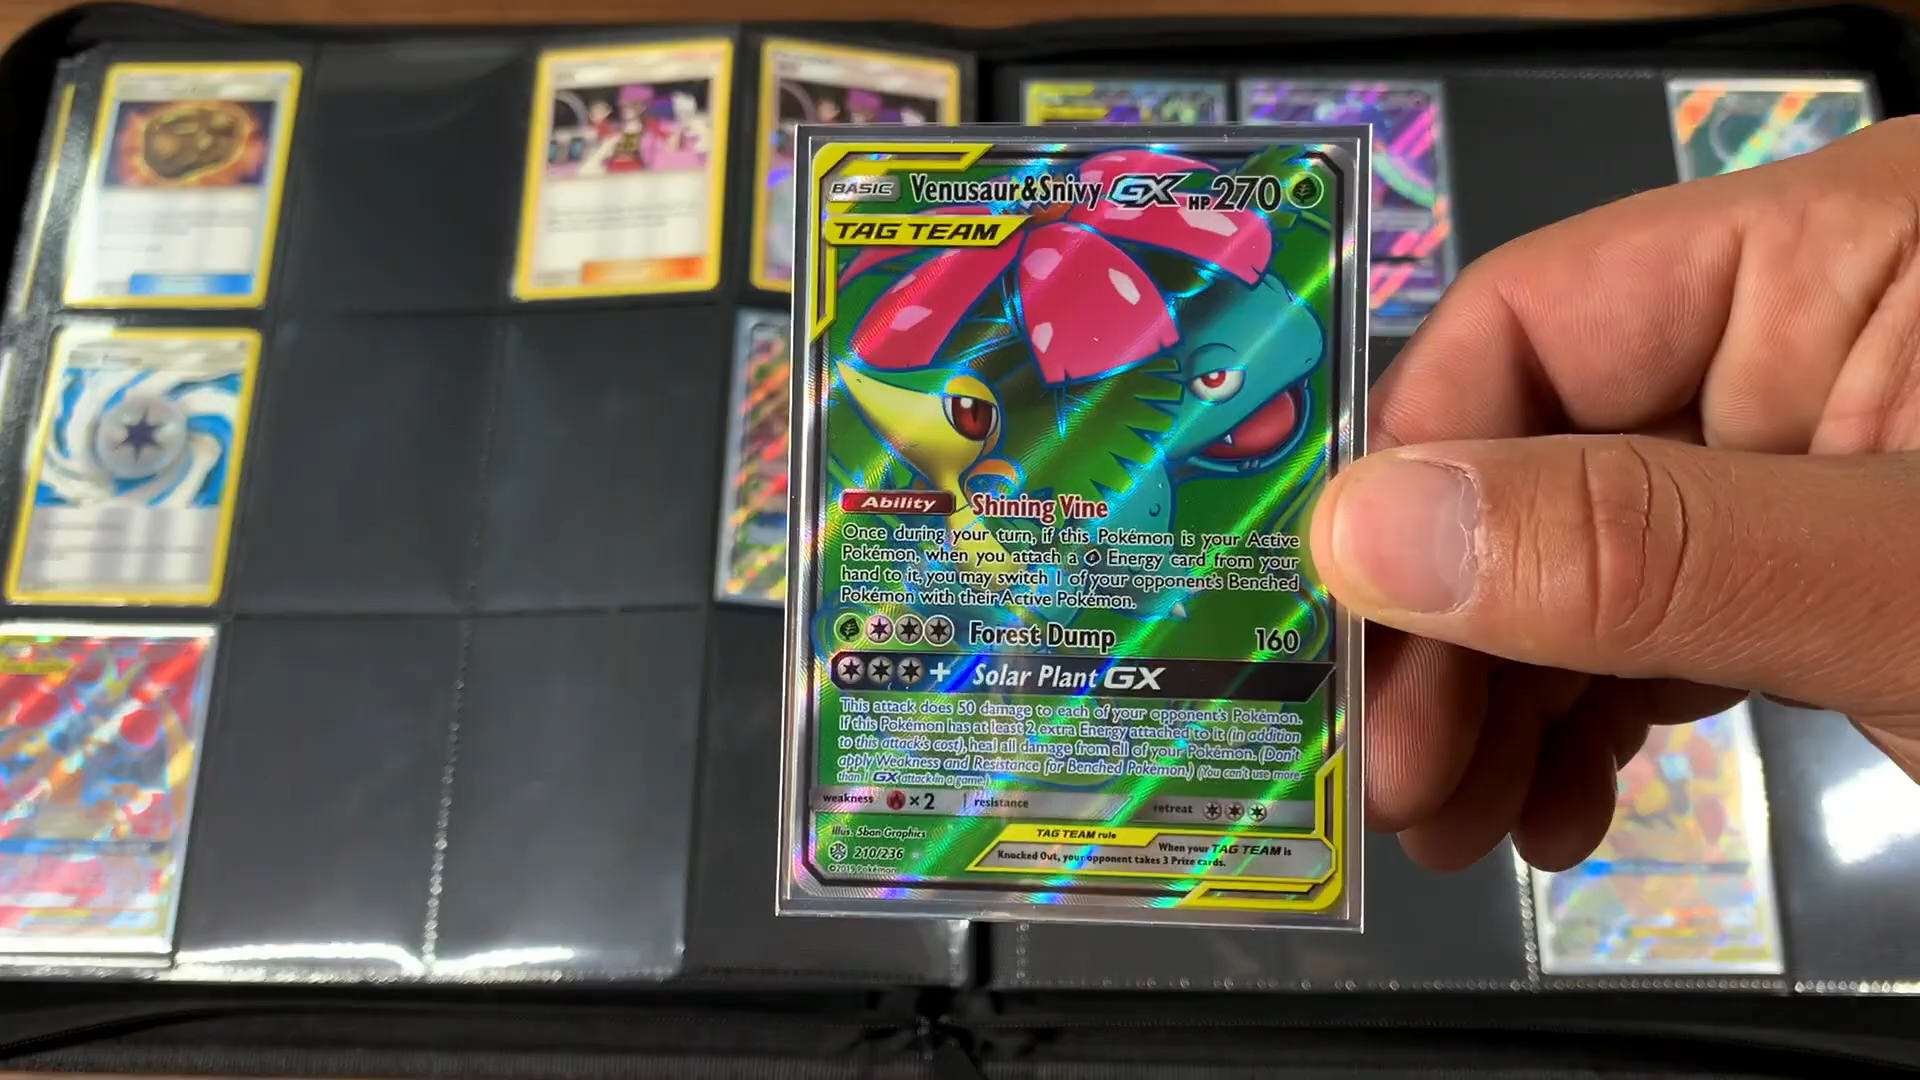 BASIC Venusaur&Snivy GX HP 270
TAG TEAM
Ability Shining Vine
Once during your turn, if this Pokémon is your Active
Pokémon, when you attach a Energy card from your
hand to it, you may switch 1 of your opponent's Benched
Pokémon with their Active Pokémon.
Forest Dump 160
+ Solar Plant GX
This attack does 50 damage to each of your opponent's Pokémon.
If this Pokémon has at least 2 extra Energy attached to it (in addition
to this attack's cost), heal all damage from all of your Pokémon. (Don't
apply Weakness and Resistance for Benched Pokémon.) (You can't use more
than 1 GX attack in a game.)
weakness ×2 resistance retreat
Illus. 5ban Graphics
210/236
©2019 Pokémon
TAG TEAM rule
When your TAG TEAM is
Knocked Out, your opponent takes 3 Prize cards.